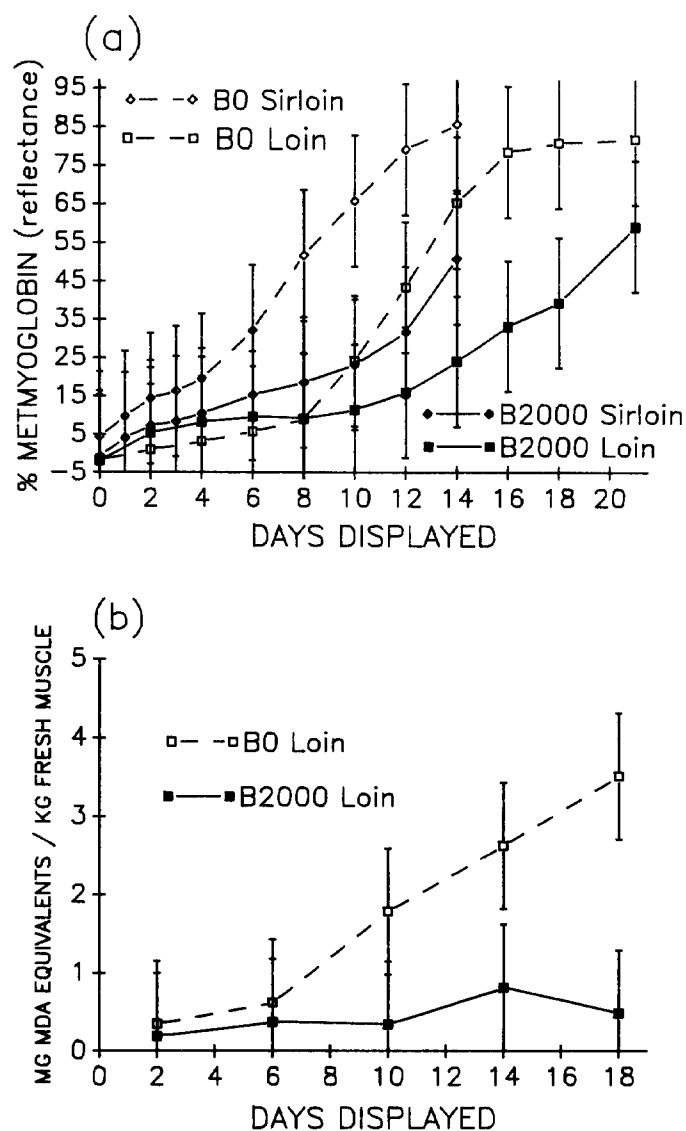 (a)
% METMYOGLOBIN (reflectance)
95
85
75
65
55
45
35
25
15
5
−5
B0 Sirloin
B0 Loin
B2000 Sirloin
B2000 Loin
0 2 4 6 8 10 12 14 16 18 20
DAYS DISPLAYED
(b)
MG MDA EQUIVALENTS / KG FRESH MUSCLE
5
4
3
2
1
0
B0 Loin
B2000 Loin
0 2 4 6 8 10 12 14 16 18
DAYS DISPLAYED